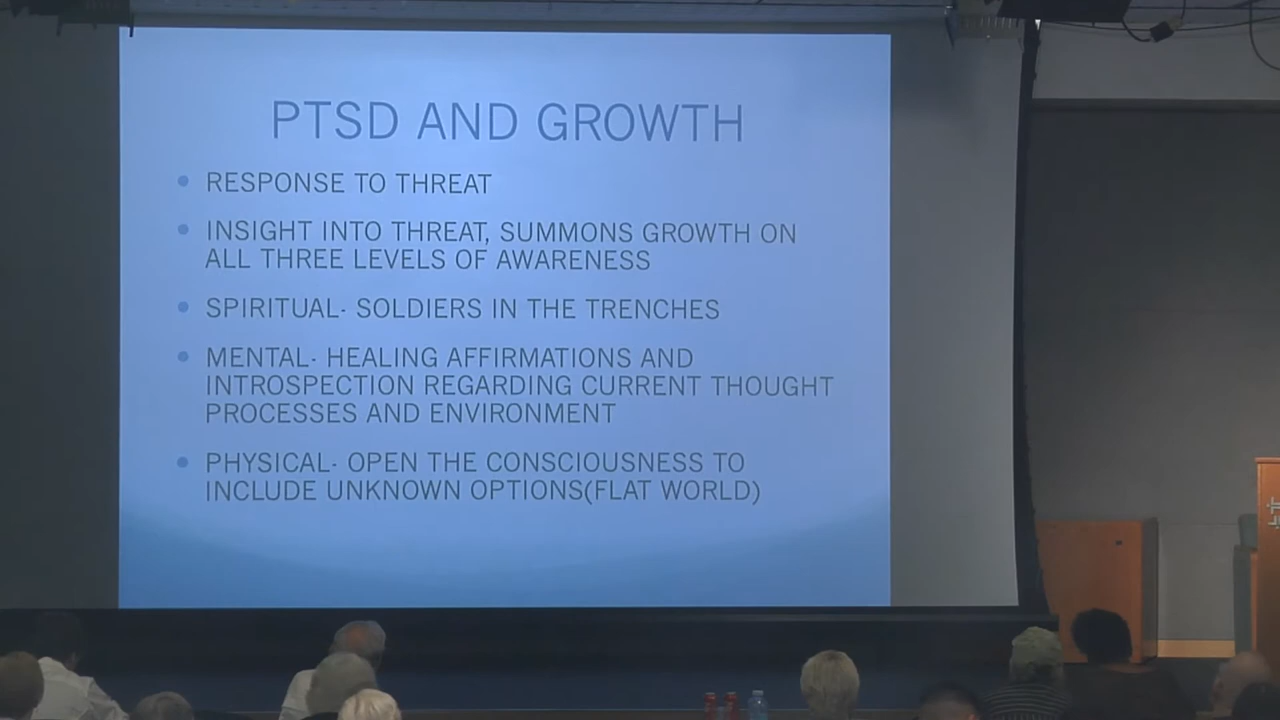 PTSD AND GROWTH
RESPONSE TO THREAT
INSIGHT INTO THREAT, SUMMONS GROWTH ON
ALL THREE LEVELS OF AWARENESS
SPIRITUAL- SOLDIERS IN THE TRENCHES
MENTAL- HEALING AFFIRMATIONS AND
INTROSPECTION REGARDING CURRENT THOUGHT
PROCESSES AND ENVIRONMENT
PHYSICAL- OPEN THE CONSCIOUSNESS TO
INCLUDE UNKNOWN OPTIONS(FLAT WORLD)